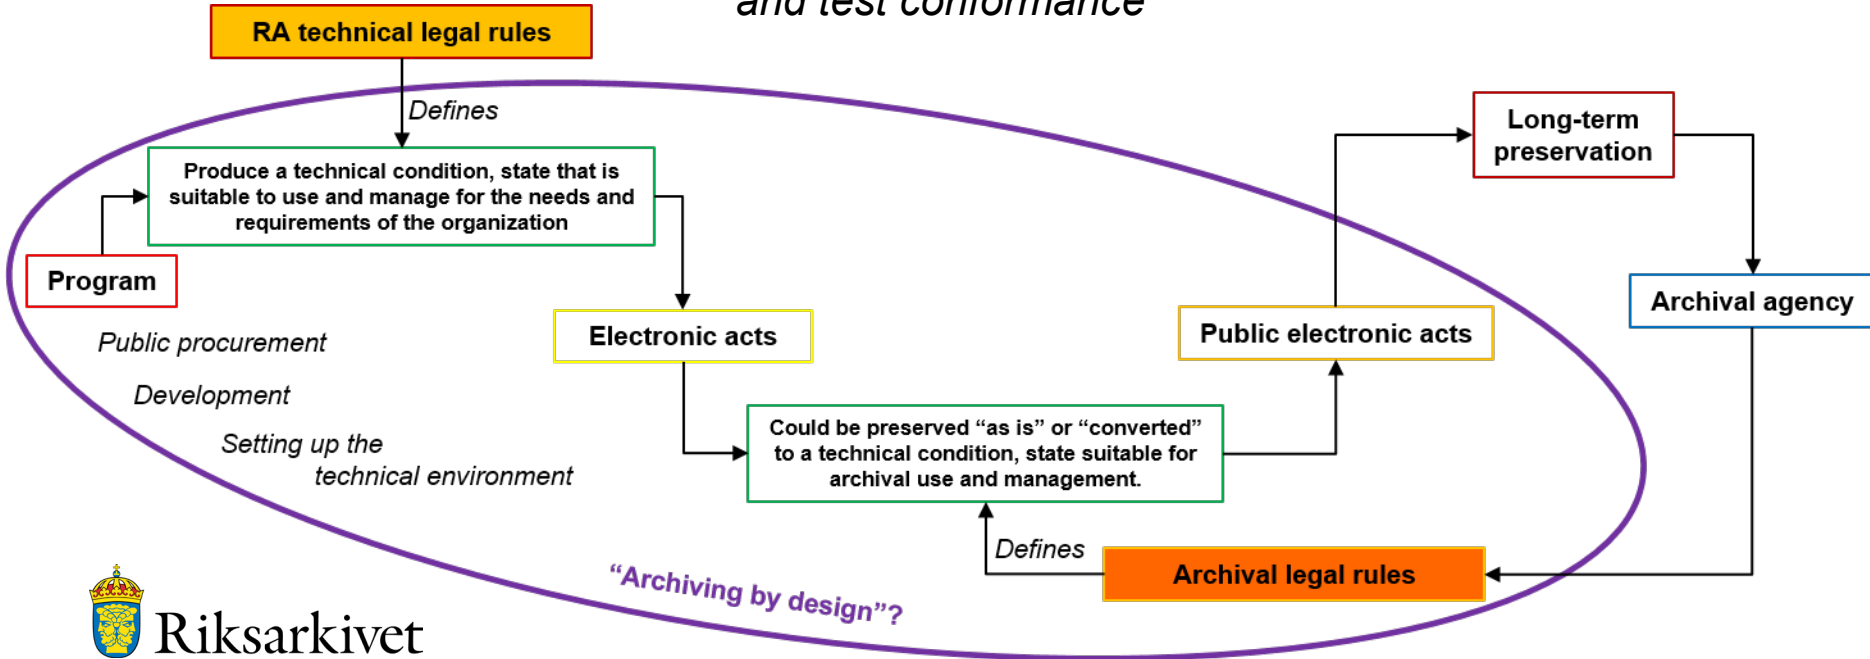 and test conformance
RA technical legal rules
Defines
Produce a technical condition, state that is
suitable to use and manage for the needs and
requirements of the organization
Program
Public procurement
Development
Setting up the
technical environment
Electronic acts
Could be preserved “as is” or “converted”
to a technical condition, state suitable for
archival use and management.
Public electronic acts
Long-term
preservation
Archival agency
Defines
Archival legal rules
“Archiving by design”?
Riksarkivet